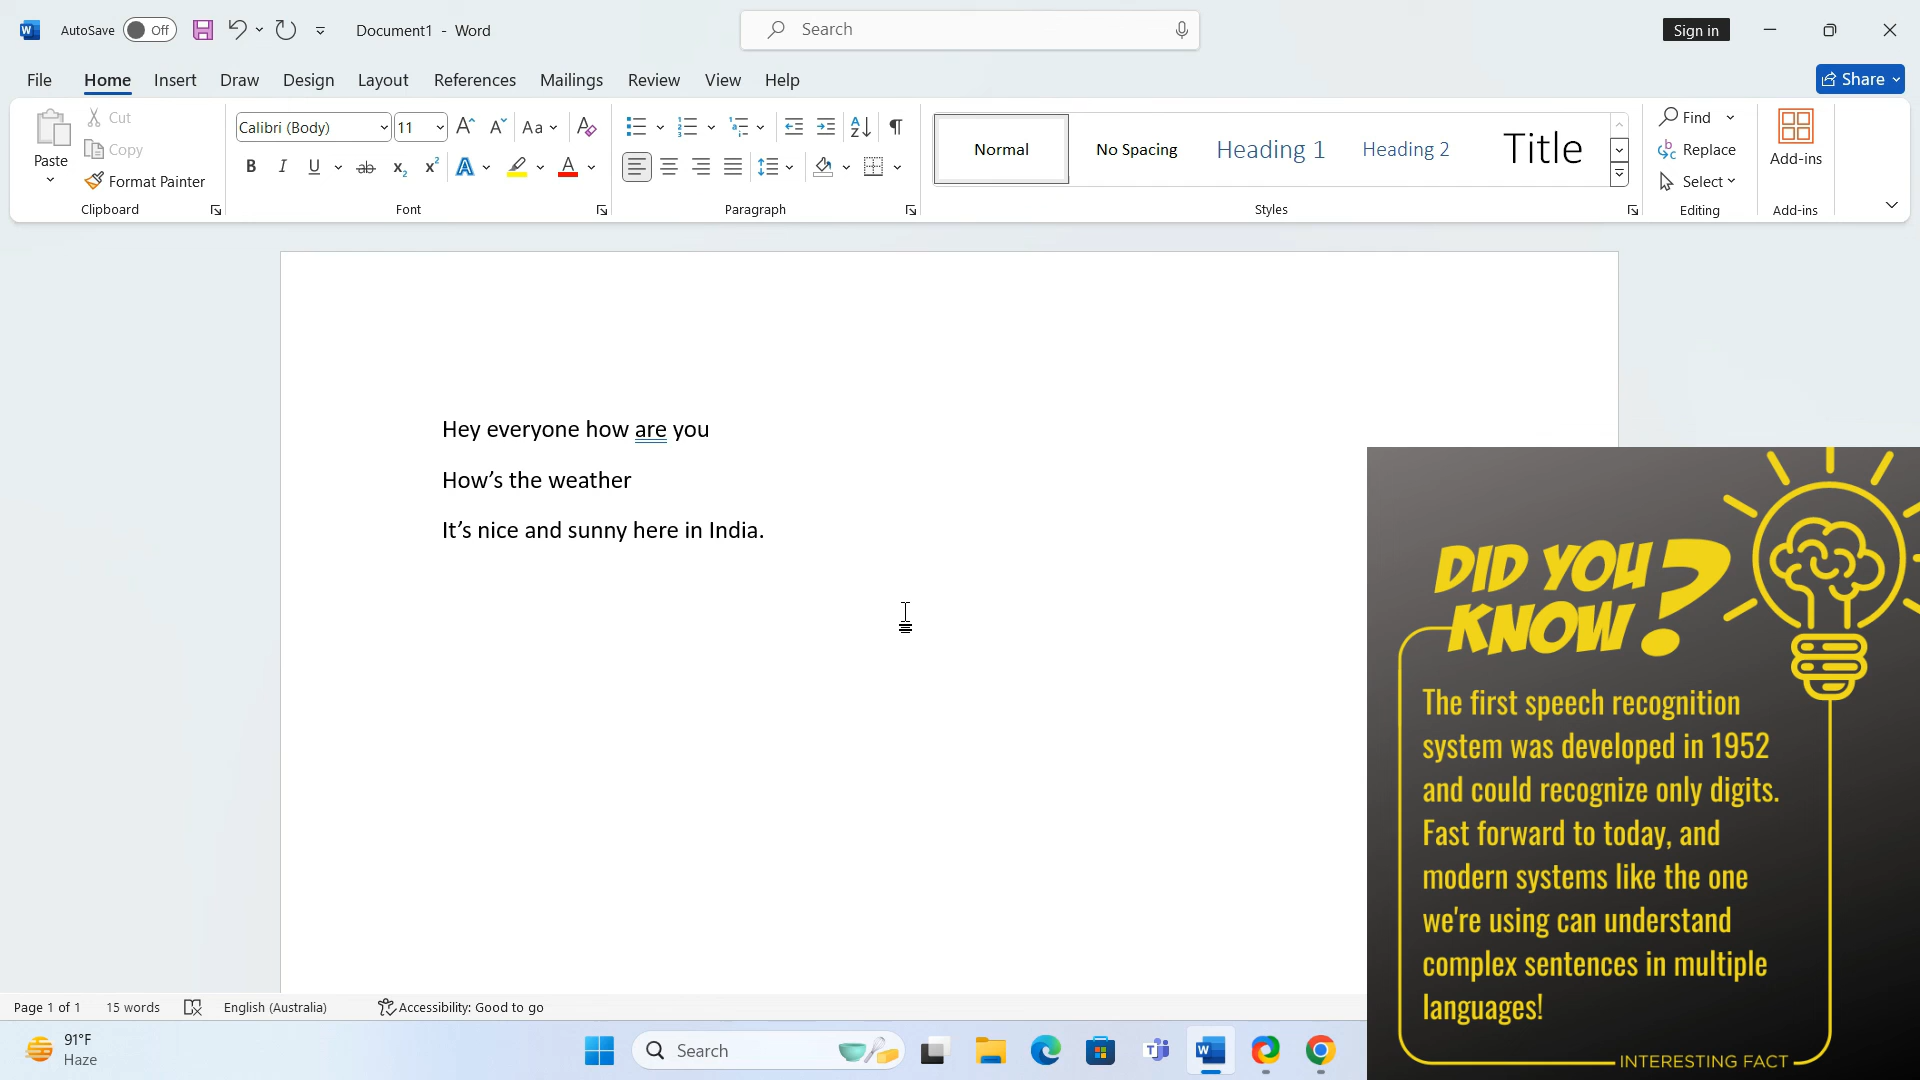 AutoSave Off Document1 - Word Search Sign in
File Home Insert Draw Design Layout References Mailings Review View Help Share
Paste Cut Copy Format Painter Clipboard
Calibri (Body) 11 Aa B I U ab x₂ x² A A Font
Paragraph
Normal No Spacing Heading 1 Heading 2 Title Styles
Find Replace Select Editing
Add-ins Add-ins
Hey everyone how are you
How’s the weather
It’s nice and sunny here in India.
DID YOU
KNOW?
The first speech recognition
system was developed in 1952
and could recognize only digits.
Fast forward to today, and
modern systems like the one
we're using can understand
complex sentences in multiple
languages!
INTERESTING FACT
Page 1 of 1 15 words English (Australia) Accessibility: Good to go
91°F
Haze
Search